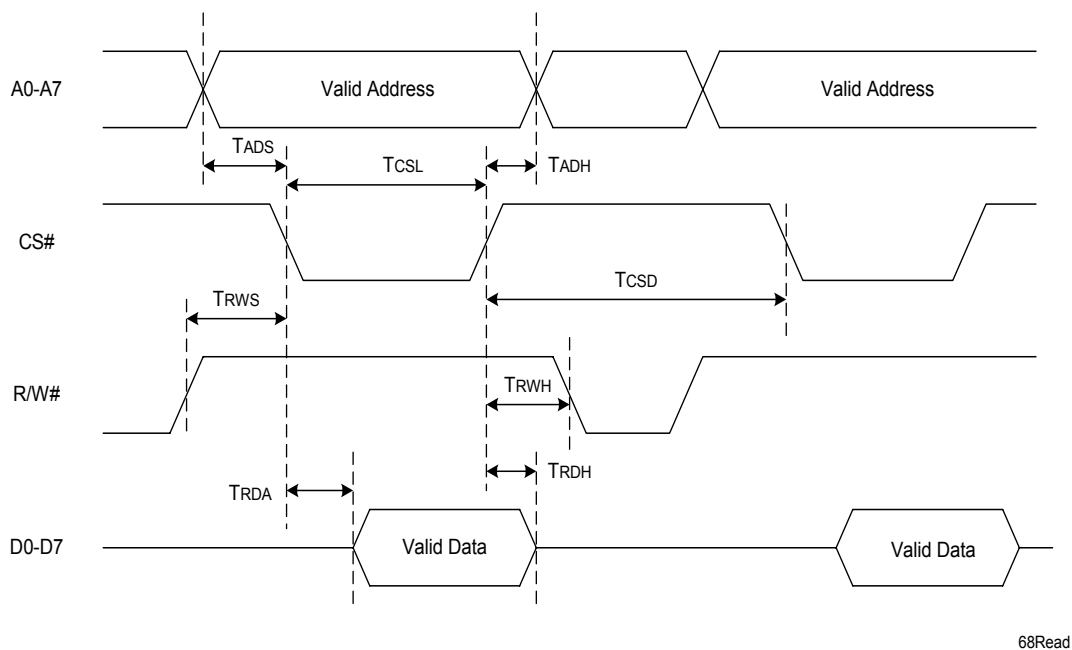 A0-A7
Valid Address
Valid Address
TADS
TCSL
TADH
CS#
TCSD
TRWS
R/W#
TRWH
TRDH
TRDA
D0-D7
Valid Data
Valid Data
68Read